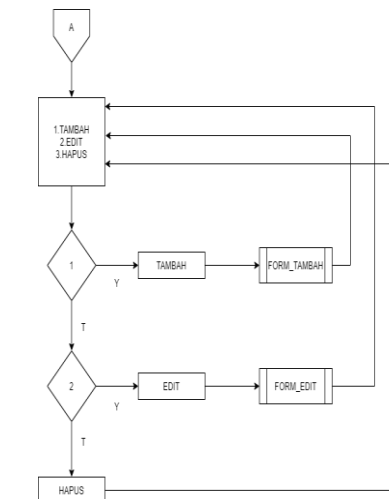 A
1.TAMBAH
2.EDIT
3.HAPUS
1
Y
TAMBAH
FORM_TAMBAH
T
2
Y
EDIT
FORM_EDIT
T
HAPUS